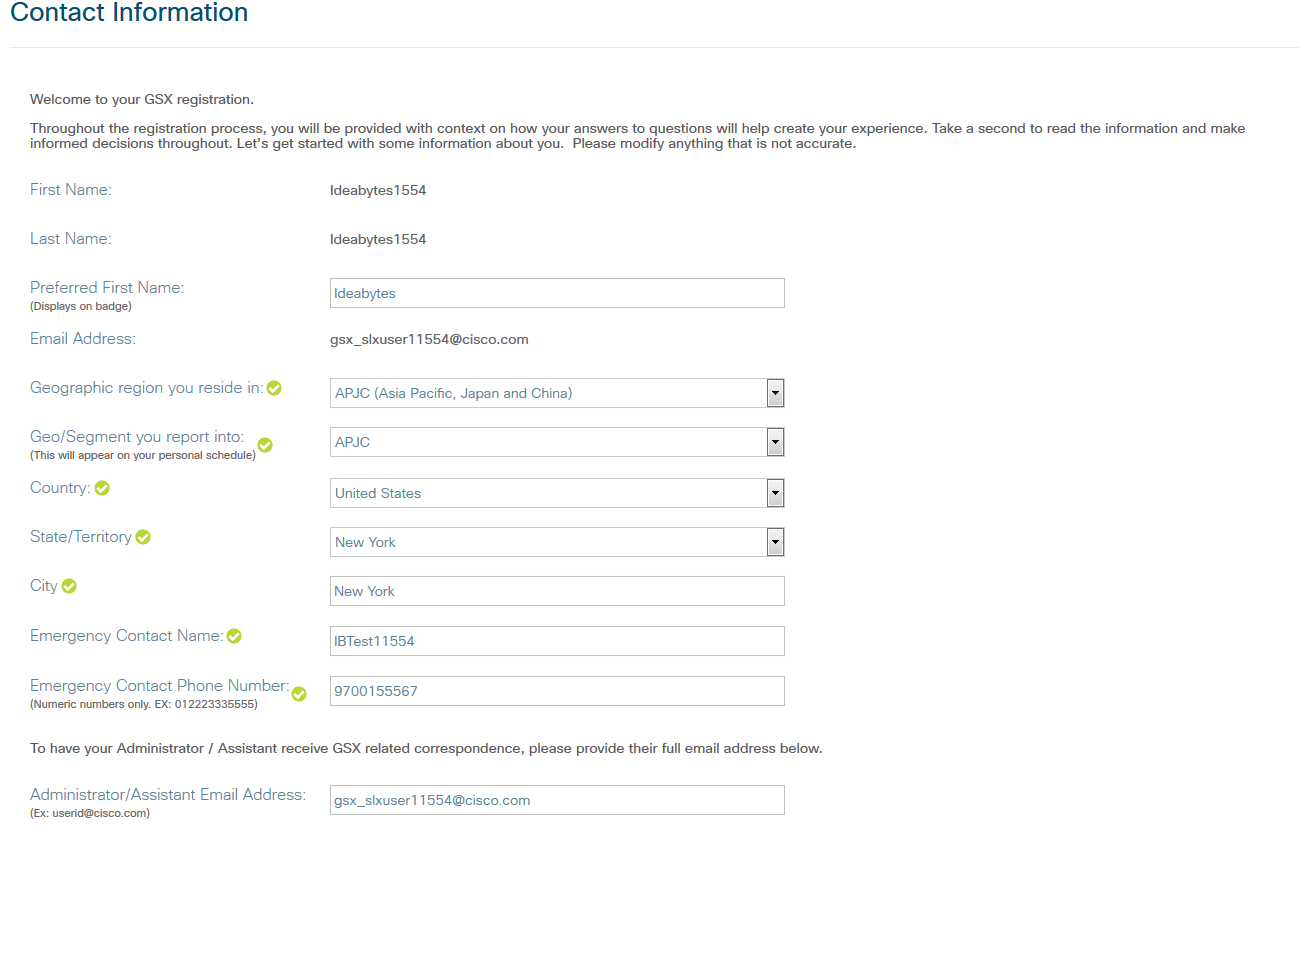 Contact Information
Welcome to your GSX registration.
Throughout the registration process, you will be provided with context on how your answers to questions will help create your experience. Take a second to read the information and make
informed decisions throughout. Let's get started with some information about you.  Please modify anything that is not accurate.
First Name: Ideabytes1554
Last Name: Ideabytes1554
Preferred First Name: Ideabytes
(Displays on badge)
Email Address: gsx_slxuser11554@cisco.com
Geographic region you reside in: APJC (Asia Pacific, Japan and China)
Geo/Segment you report into: APJC
(This will appear on your personal schedule)
Country: United States
State/Territory New York
City New York
Emergency Contact Name: IBTest11554
Emergency Contact Phone Number: 9700155567
(Numeric numbers only. EX: 012223335555)
To have your Administrator / Assistant receive GSX related correspondence, please provide their full email address below.
Administrator/Assistant Email Address: gsx_slxuser11554@cisco.com
(Ex: userid@cisco.com)